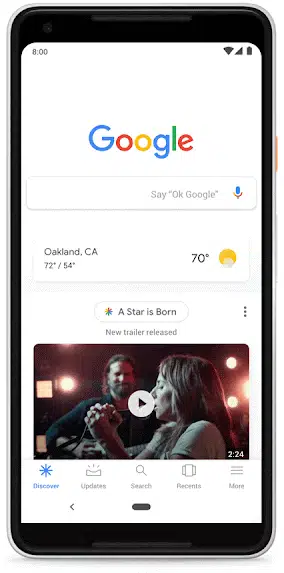 8:00
Google
Say "Ok Google"
Oakland, CA
70°
72° / 54°
A Star is Born
New trailer released
2:24
Discover
Updates
Search
Recents
More